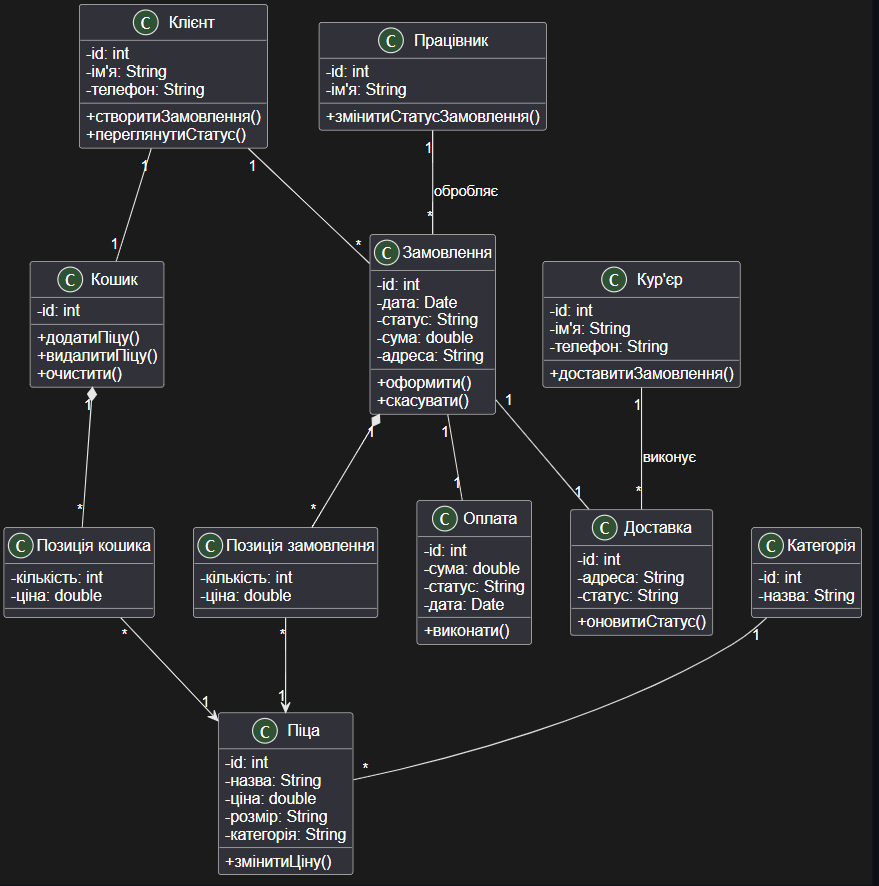 C Клієнт
-id: int
-ім'я: String
-телефон: String
+створитиЗамовлення()
+переглянутиСтатус()
C Працівник
-id: int
-ім'я: String
+змінитиСтатусЗамовлення()
1
1
1
обробляє
*
*
1
C Кошик
-id: int
+додатиПіцу()
+видалитиПіцу()
+очистити()
C Замовлення
-id: int
-дата: Date
-статус: String
-сума: double
-адреса: String
+оформити()
+скасувати()
C Кур'єр
-id: int
-ім'я: String
-телефон: String
+доставитиЗамовлення()
1
1
1
1
1
виконує
*
*
1
1
*
C Позиція кошика
-кількість: int
-ціна: double
C Позиція замовлення
-кількість: int
-ціна: double
C Оплата
-id: int
-сума: double
-статус: String
-дата: Date
+виконати()
C Доставка
-id: int
-адреса: String
-статус: String
+оновитиСтатус()
C Категорія
-id: int
-назва: String
*
*
1
1
1
*
C Піца
-id: int
-назва: String
-ціна: double
-розмір: String
-категорія: String
+змінитиЦіну()